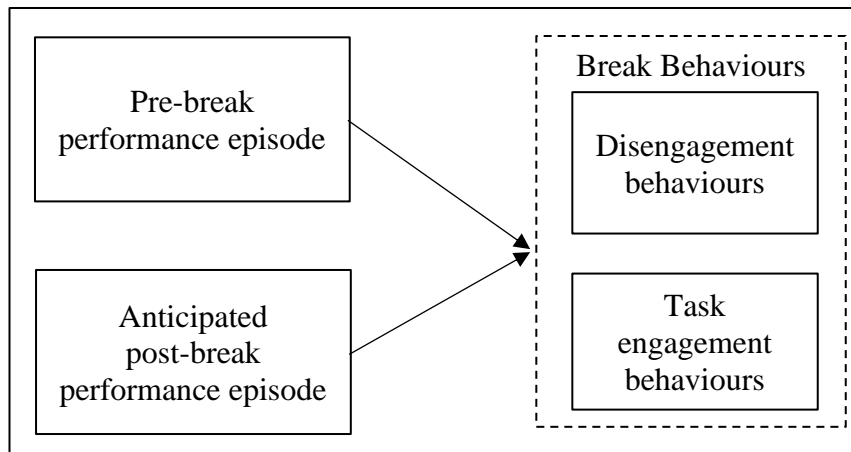 Pre-break
performance episode
Anticipated
post-break
performance episode
Break Behaviours
Disengagement
behaviours
Task
engagement
behaviours